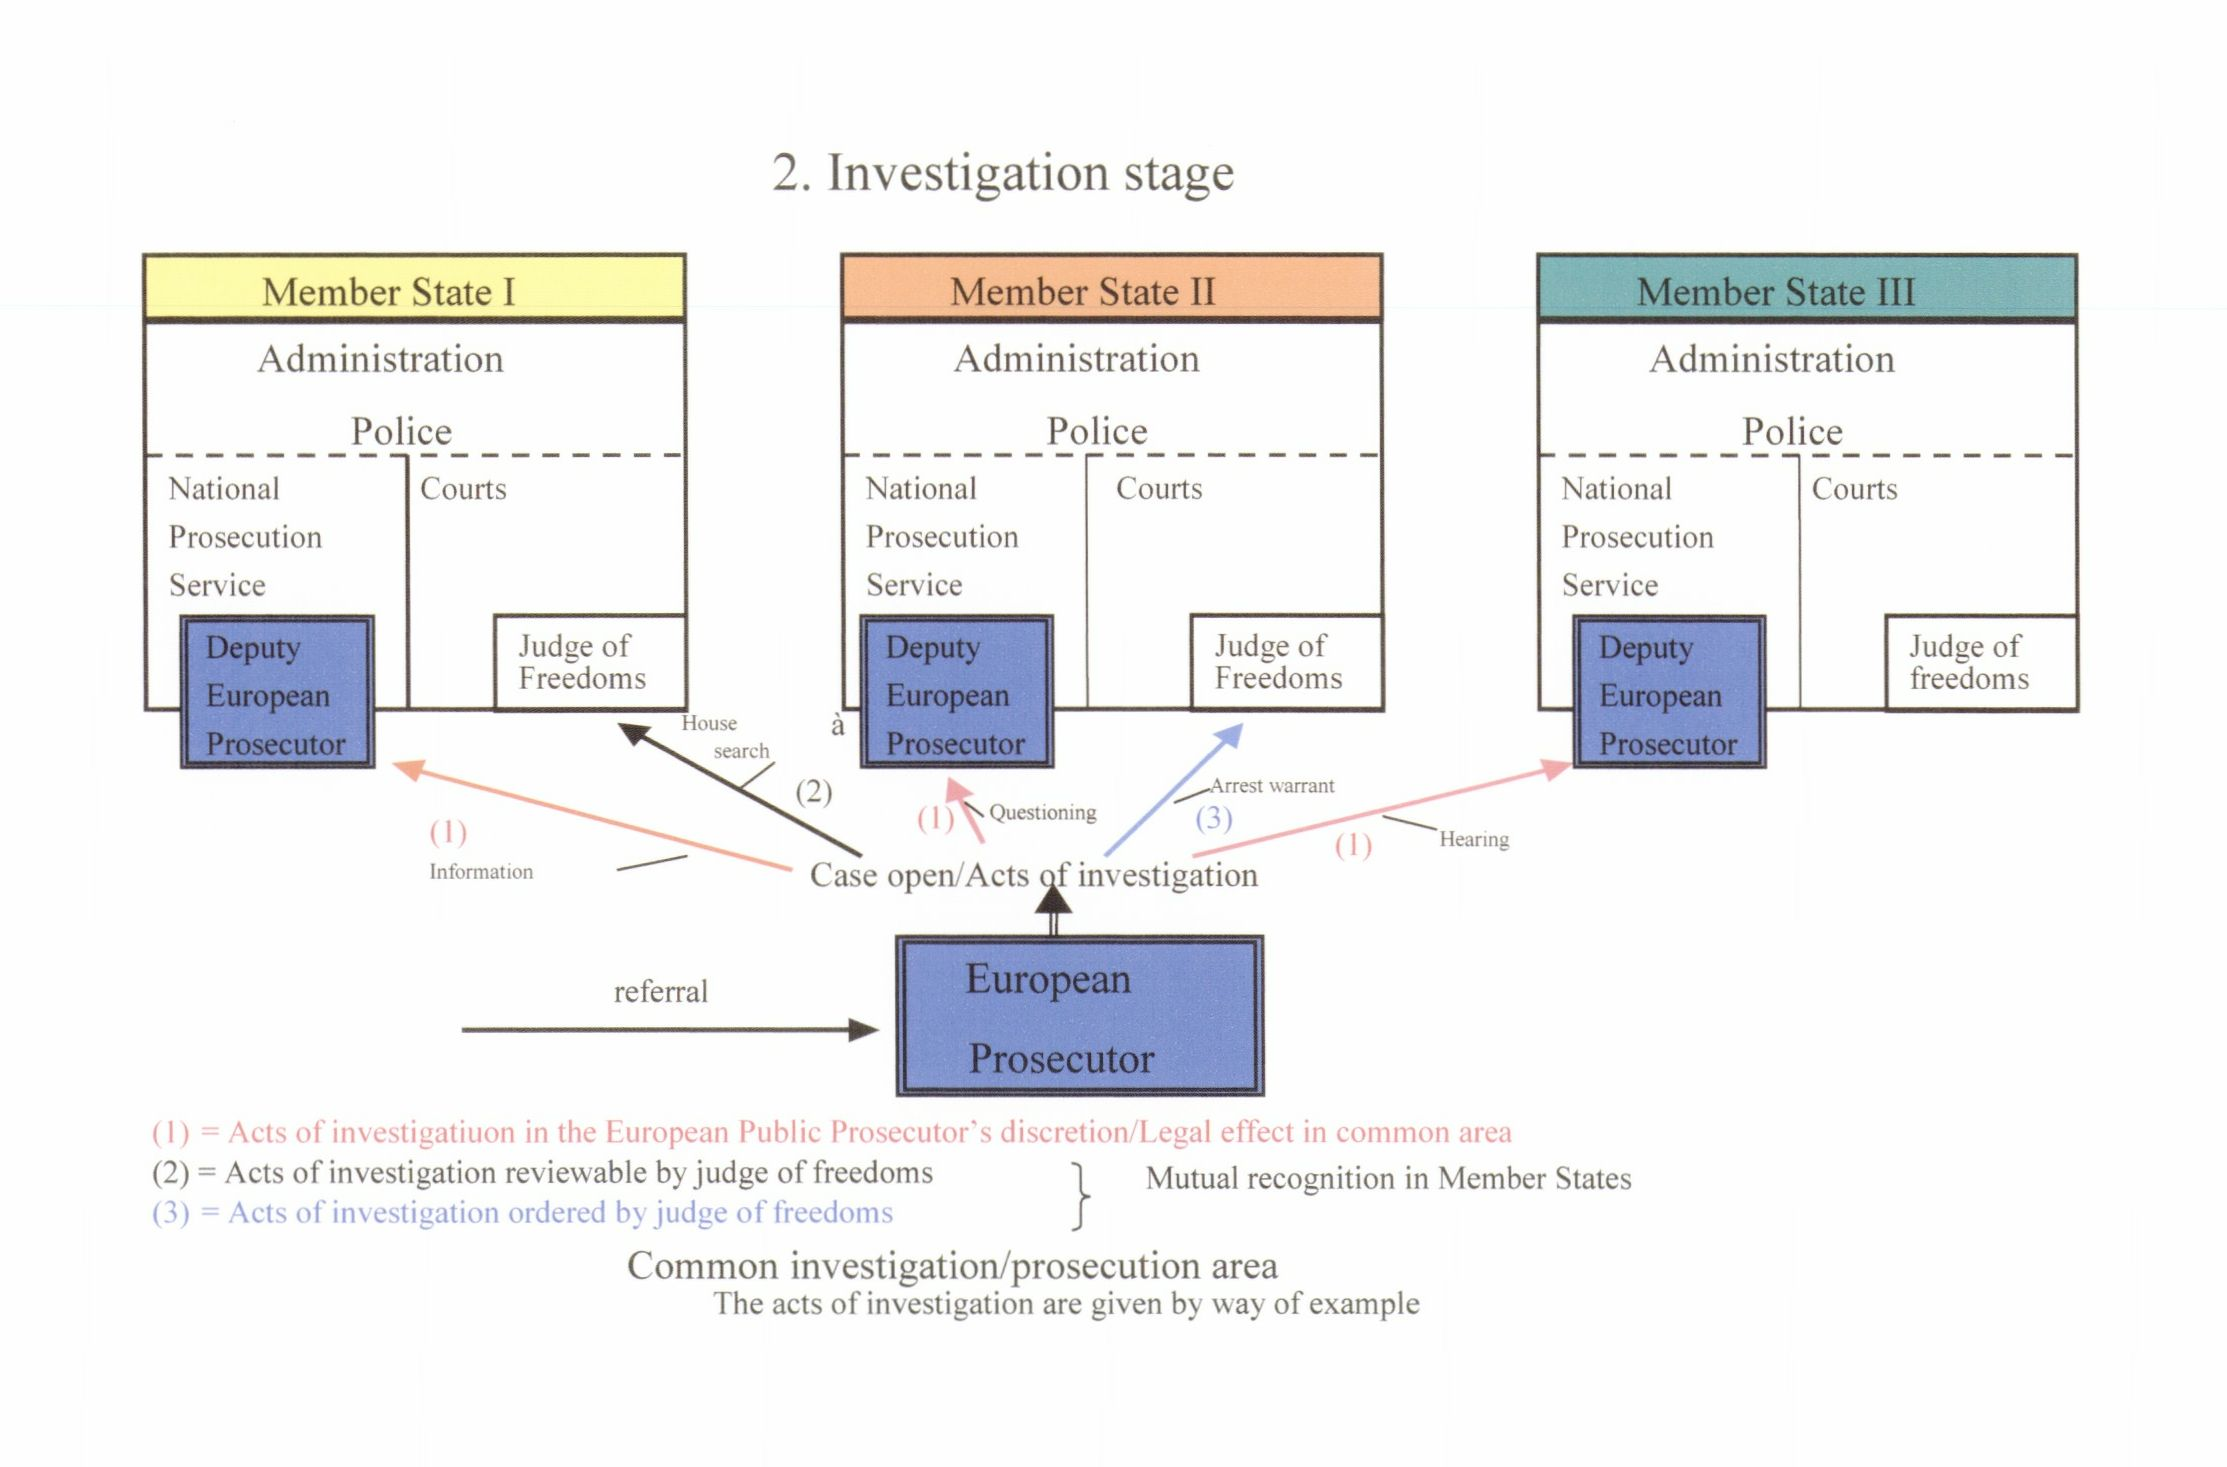 2. Investigation stage
Member State I
Administration
Police
National
Prosecution
Service
Courts
Deputy
European
Prosecutor
Judge of
Freedoms
Member State II
Administration
Police
National
Prosecution
Service
Courts
Deputy
European
Prosecutor
Judge of
Freedoms
Member State III
Administration
Police
National
Prosecution
Service
Courts
Deputy
European
Prosecutor
Judge of
freedoms
House
search
à
(2)
(1)
Information
(1)
Questioning
Arrest warrant
(3)
(1)
Hearing
Case open/Acts of investigation
referral
European
Prosecutor
(1) = Acts of investigatiuon in the European Public Prosecutor's discretion/Legal effect in common area
(2) = Acts of investigation reviewable by judge of freedoms
(3) = Acts of investigation ordered by judge of freedoms
Mutual recognition in Member States
Common investigation/prosecution area
The acts of investigation are given by way of example